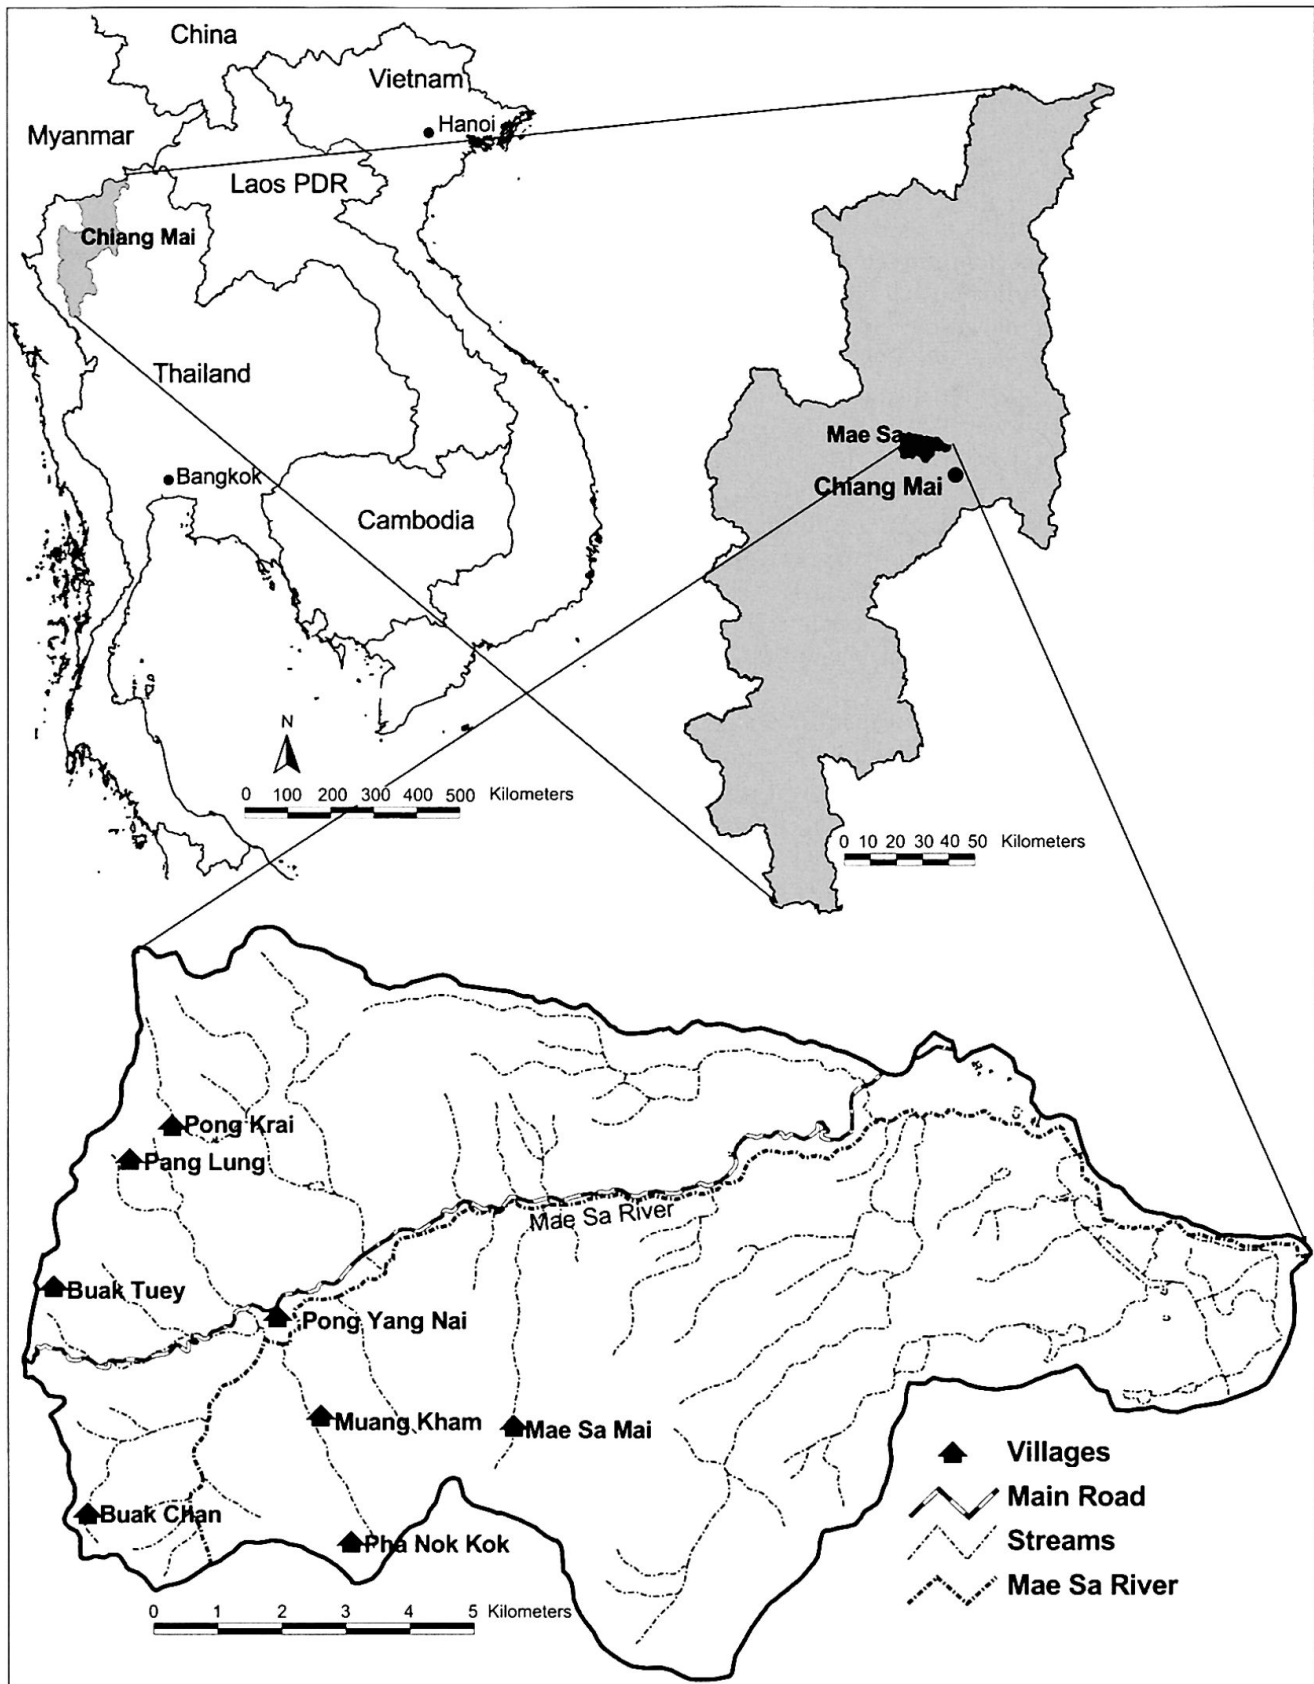 China
Vietnam
Hanoi
Myanmar
Laos PDR
Chiang Mai
Thailand
Bangkok
Cambodia
N
0 100 200 300 400 500 Kilometers
Mae Sa
Chiang Mai
0 10 20 30 40 50 Kilometers
Pong Krai
Pang Lung
Mae Sa River
Buak Tuey
Pong Yang Nai
Muang Kham
Mae Sa Mai
Buak Chan
Pha Nok Kok
Villages
Main Road
Streams
Mae Sa River
0 1 2 3 4 5 Kilometers